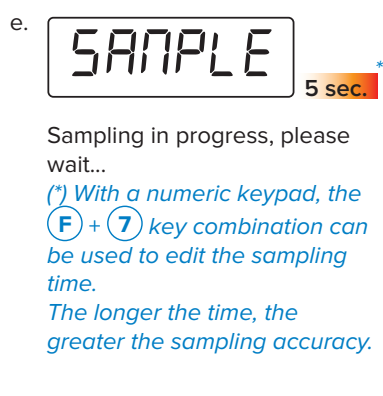 e.
SAMPLE
*
5 sec.
Sampling in progress, please
wait...
(*) With a numeric keypad, the
F + 7 key combination can
be used to edit the sampling
time.
The longer the time, the
greater the sampling accuracy.